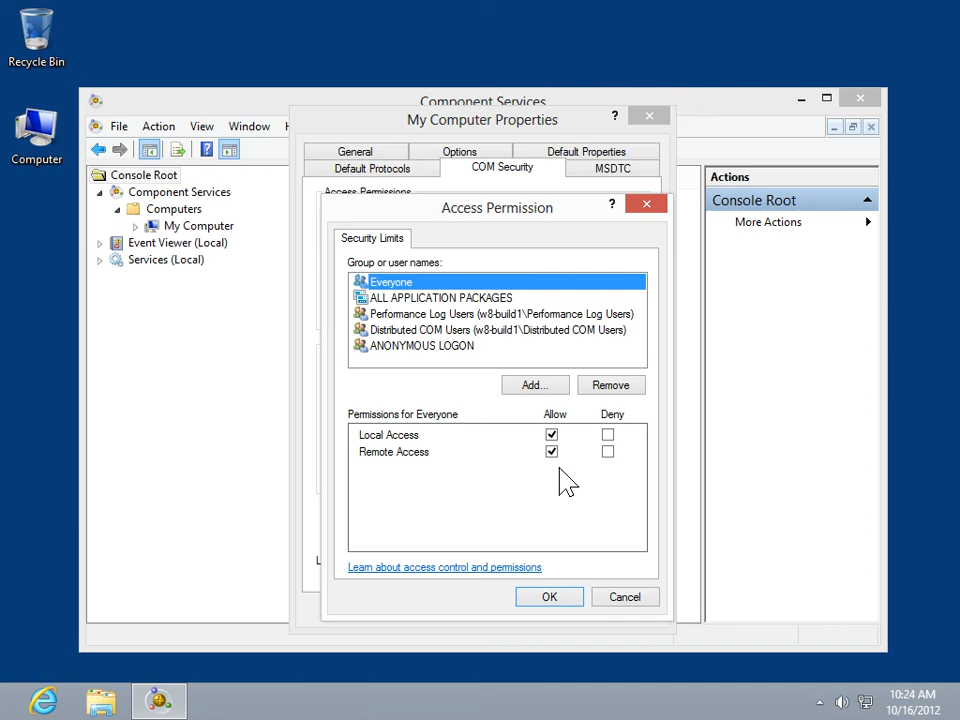 Recycle Bin
Computer
Component Services
File Action View Window H
My Computer Properties
?
General Options Default Properties
Default Protocols COM Security MSDTC
Access Permissions
Console Root
Component Services
Computers
My Computer
Event Viewer (Local)
Services (Local)
Actions
Console Root
More Actions
Access Permission
?
Security Limits
Group or user names:
Everyone
ALL APPLICATION PACKAGES
Performance Log Users (w8-build1\Performance Log Users)
Distributed COM Users (w8-build1\Distributed COM Users)
ANONYMOUS LOGON
Add... Remove
Permissions for Everyone Allow Deny
Local Access
Remote Access
L
Learn about access control and permissions
OK Cancel
10:24 AM
10/16/2012